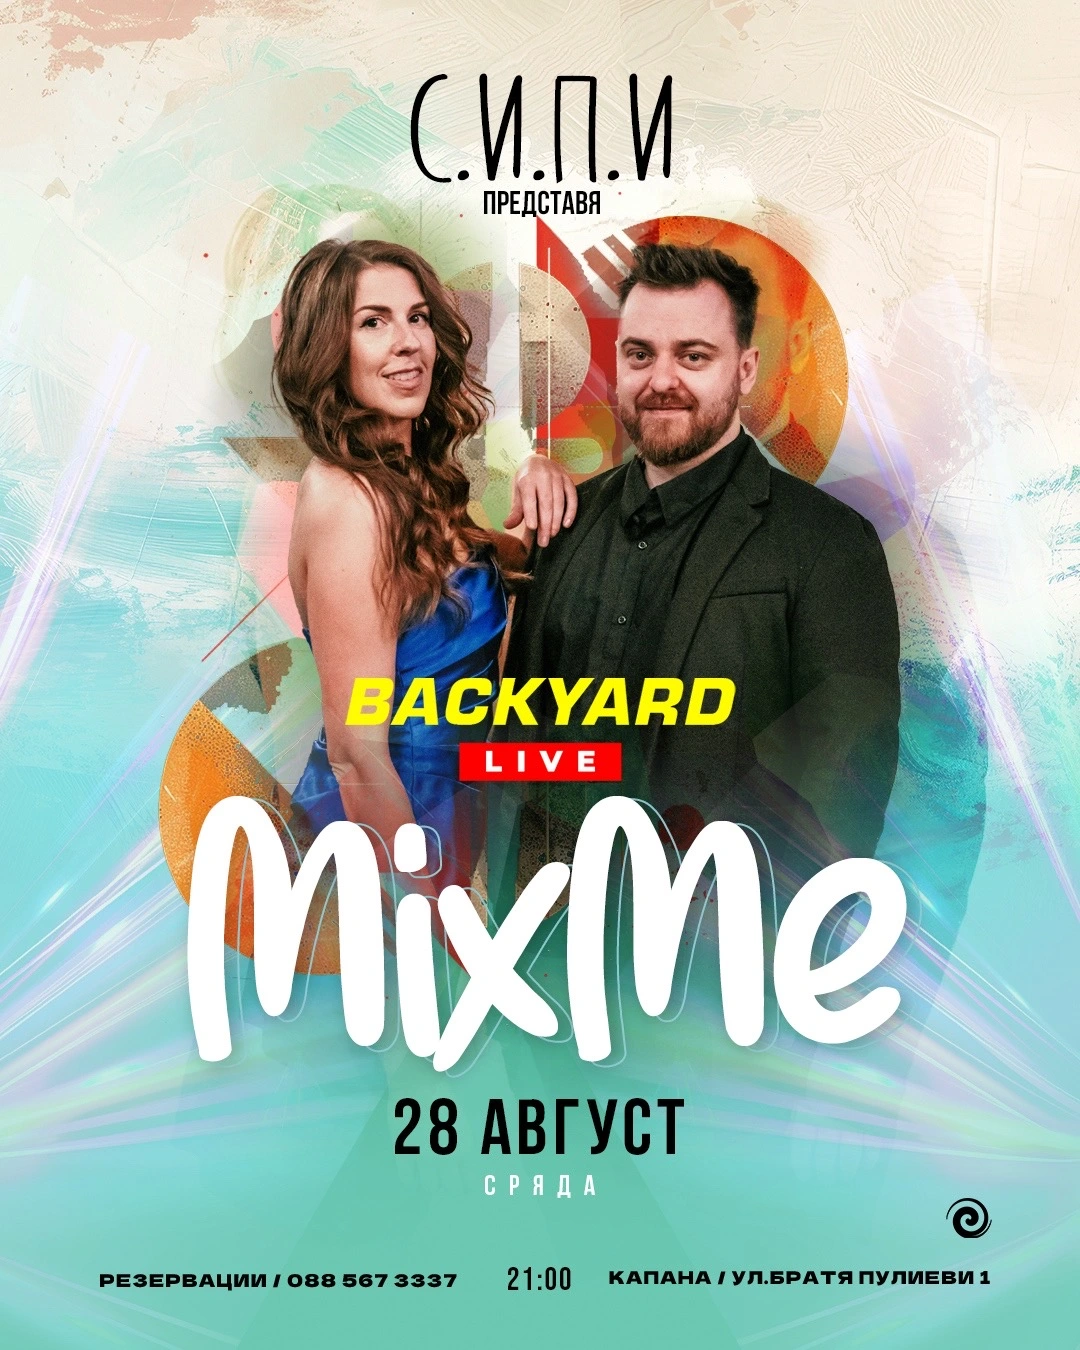 С.И.П.И
ПРЕДСТАВЯ
BACKYARD
LIVE
MixMe
28 АВГУСТ
СРЯДА
РЕЗЕРВАЦИИ / 088 567 3337
21:00
КАПАНА / УЛ.БРАТЯ ПУЛИЕВИ 1